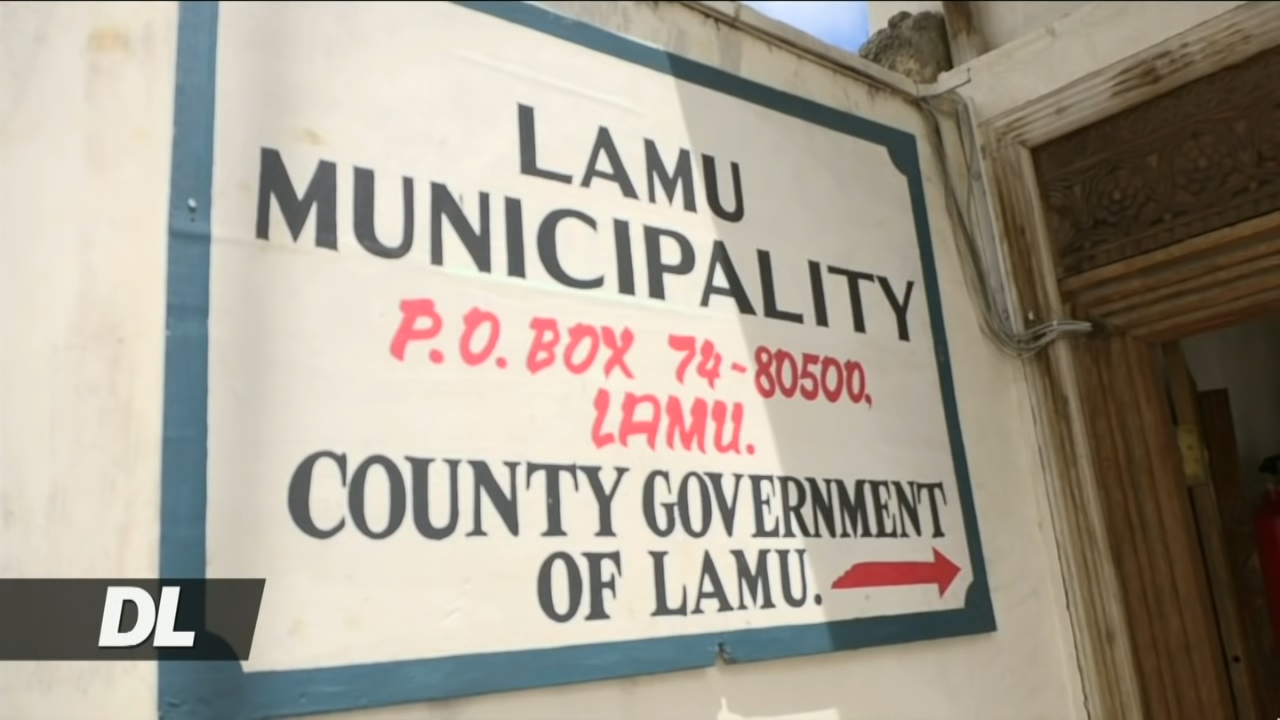 LAMU
MUNICIPALITY
P.O. BOX 74-80500,
LAMU.
COUNTY GOVERNMENT
OF LAMU.
DL